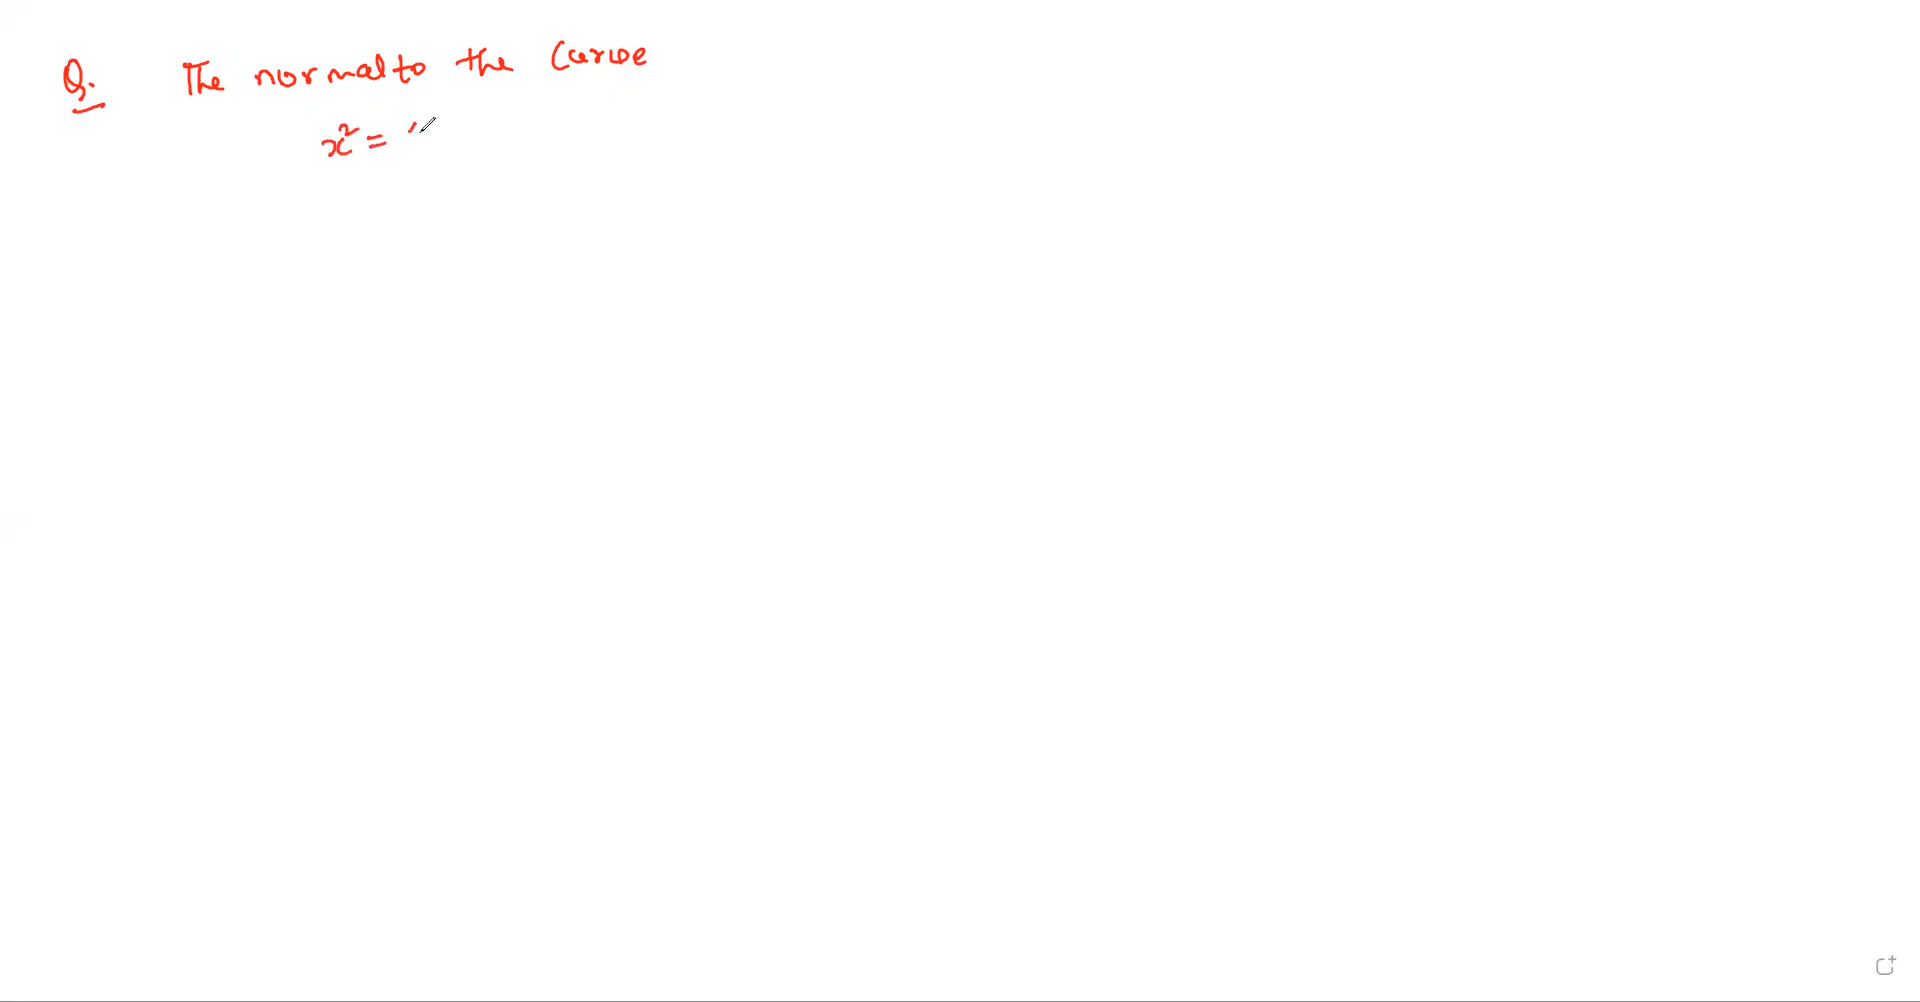 Q. The normal to the Curve
x² =